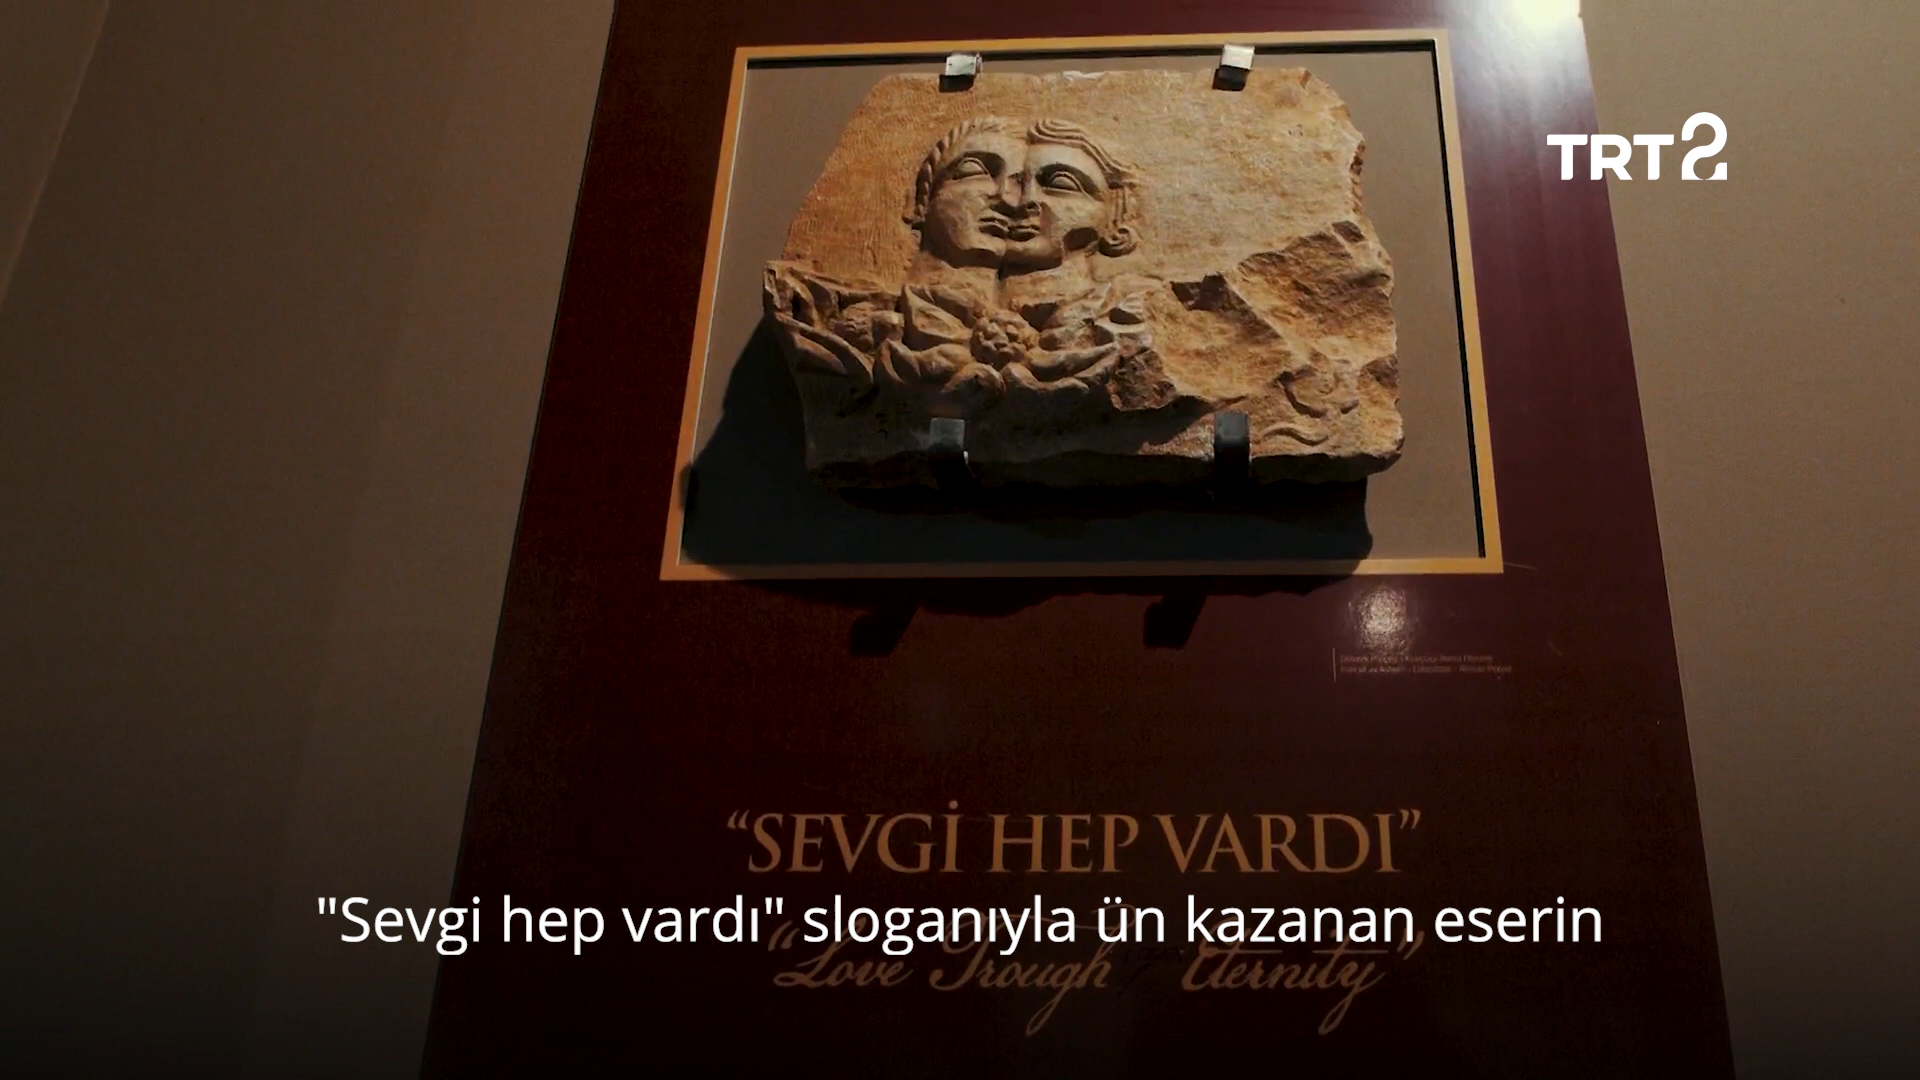 TRT2
"SEVGİ HEP VARDI"
"Sevgi hep vardı" sloganıyla ün kazanan eserin
"Love Trough Eternity"